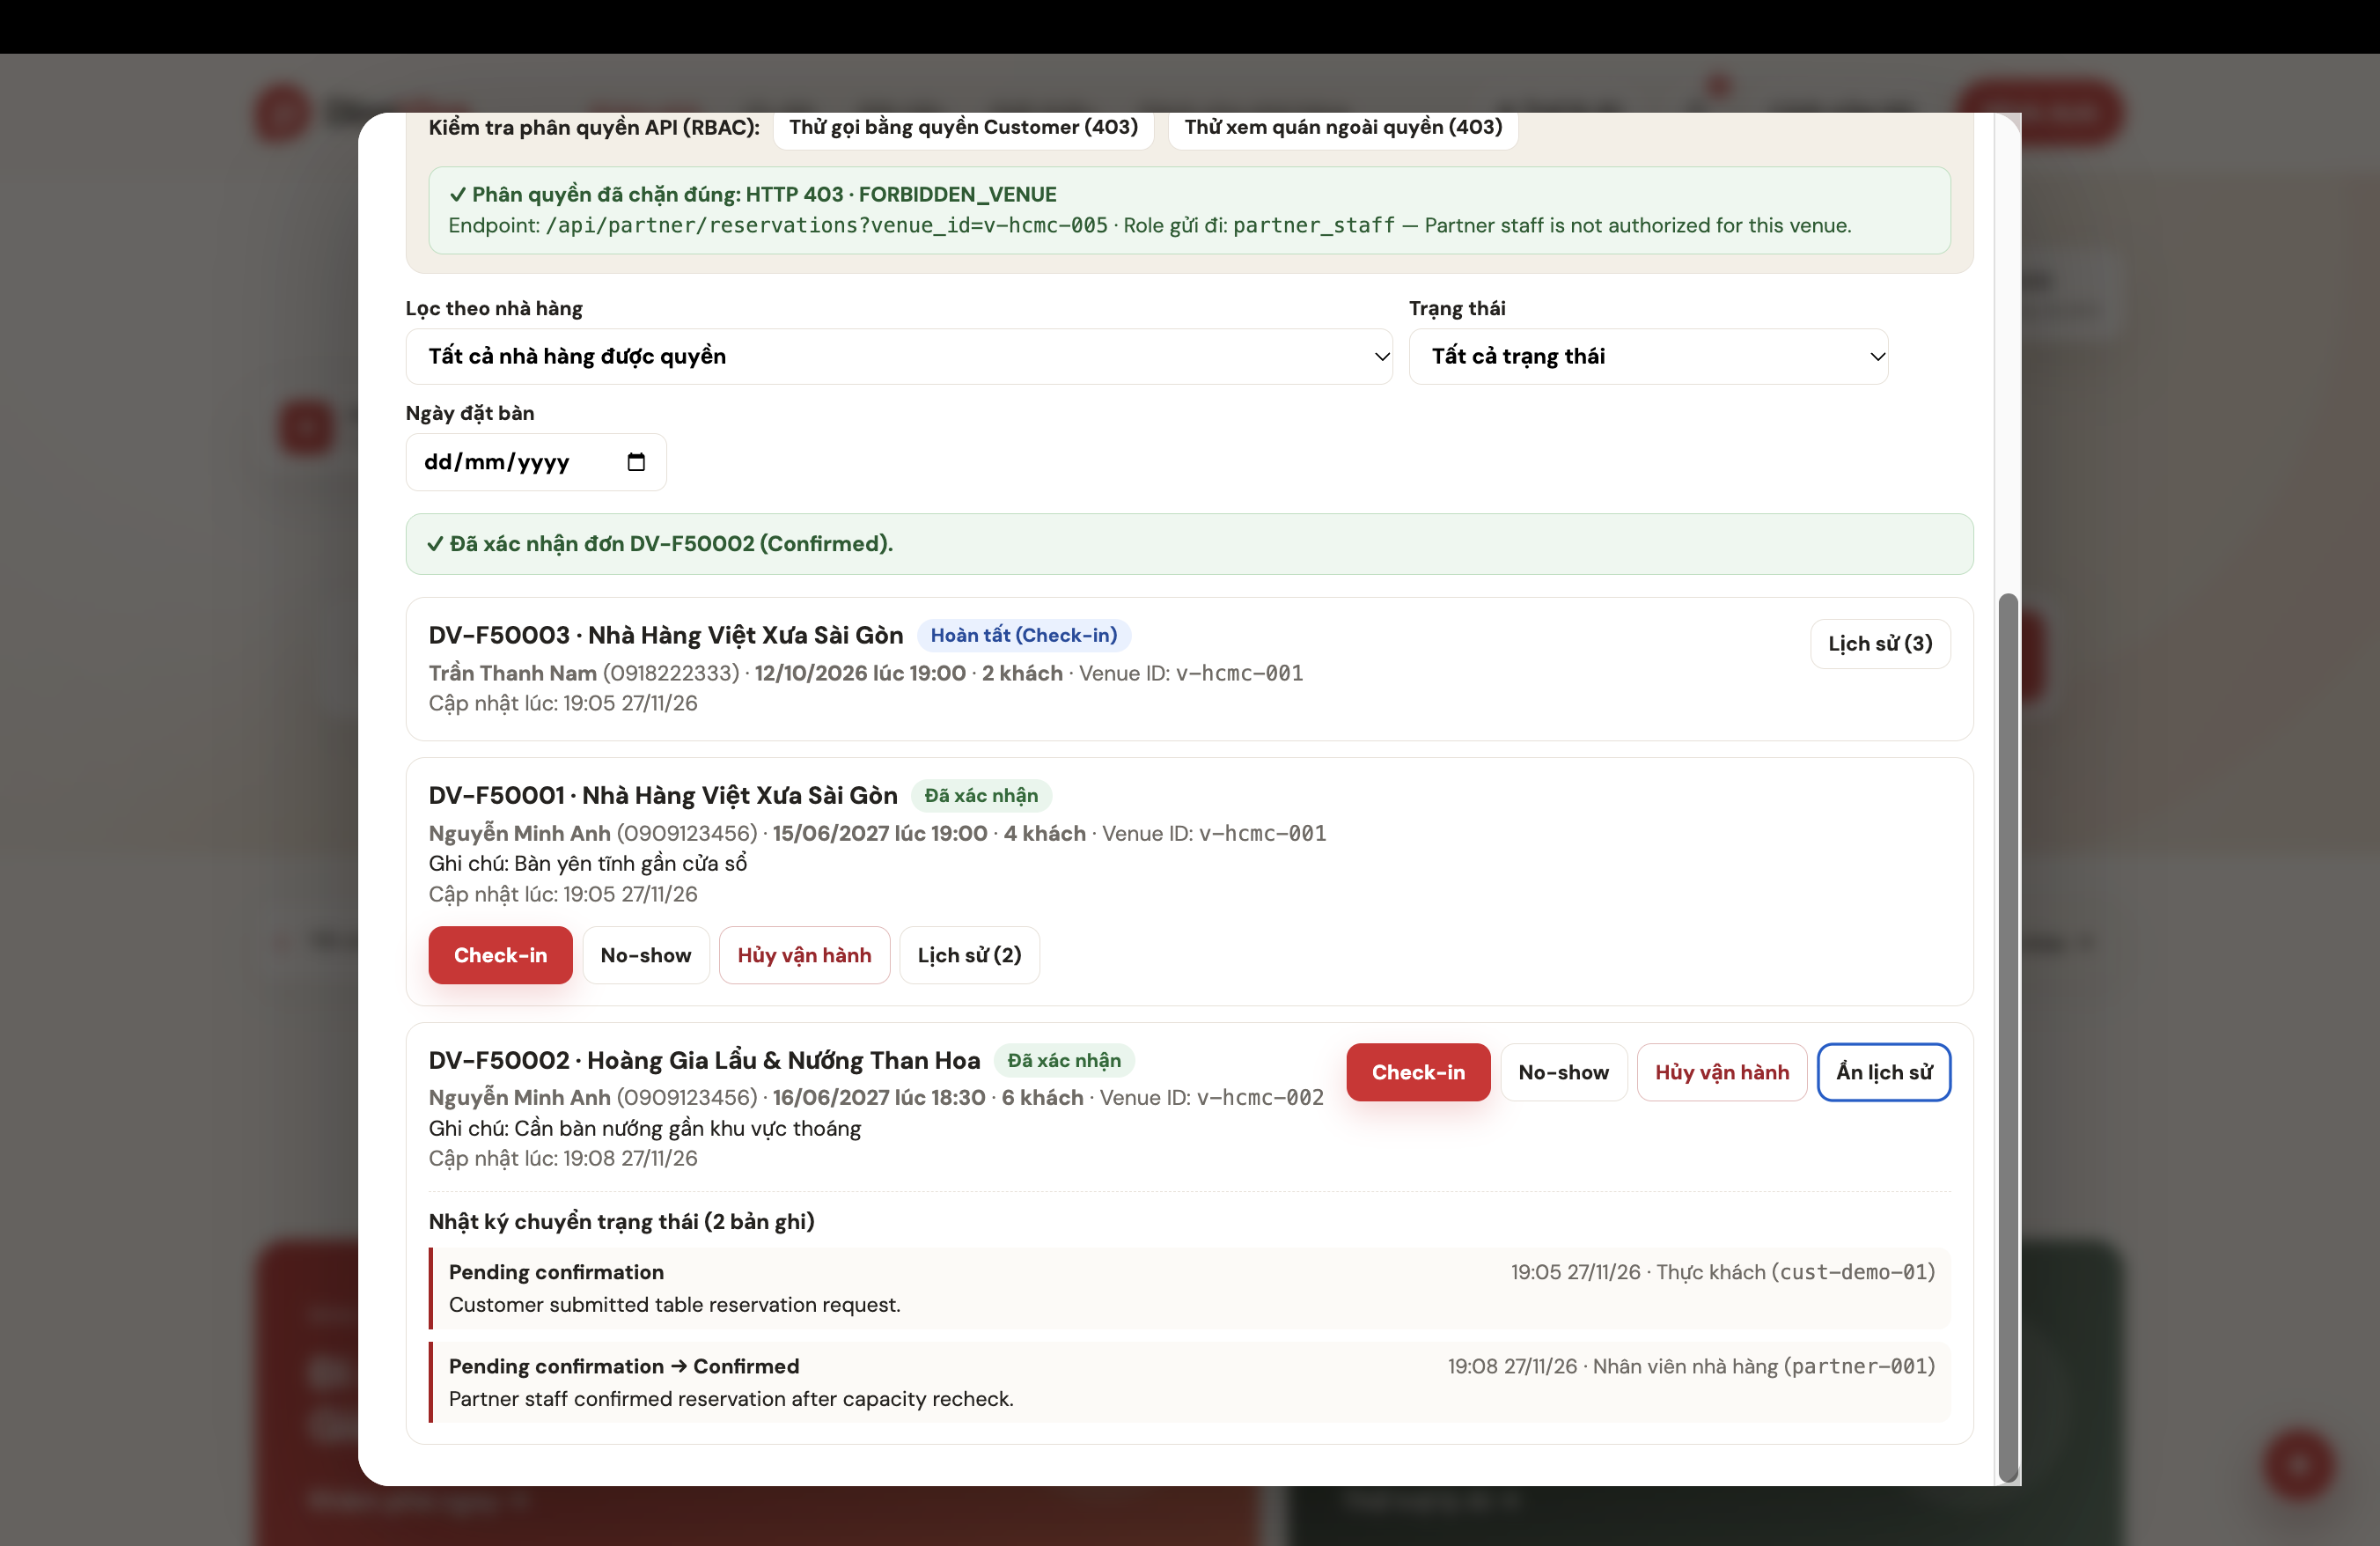 Kiểm tra phân quyền API (RBAC): Thử gọi bằng quyền Customer (403) Thử xem quán ngoài quyền (403)
✓ Phân quyền đã chặn đúng: HTTP 403 · FORBIDDEN_VENUE
Endpoint: /api/partner/reservations?venue_id=v-hcmc-005 · Role gửi đi: partner_staff — Partner staff is not authorized for this venue.
Lọc theo nhà hàng
Tất cả nhà hàng được quyền
Trạng thái
Tất cả trạng thái
Ngày đặt bàn
dd/mm/yyyy
✓ Đã xác nhận đơn DV-F50002 (Confirmed).
DV-F50003 · Nhà Hàng Việt Xưa Sài Gòn Hoàn tất (Check-in)
Lịch sử (3)
Trần Thanh Nam (0918222333) · 12/10/2026 lúc 19:00 · 2 khách · Venue ID: v-hcmc-001
Cập nhật lúc: 19:05 27/11/26
DV-F50001 · Nhà Hàng Việt Xưa Sài Gòn Đã xác nhận
Nguyễn Minh Anh (0909123456) · 15/06/2027 lúc 19:00 · 4 khách · Venue ID: v-hcmc-001
Ghi chú: Bàn yên tĩnh gần cửa sổ
Cập nhật lúc: 19:05 27/11/26
Check-in No-show Hủy vận hành Lịch sử (2)
DV-F50002 · Hoàng Gia Lẩu & Nướng Than Hoa Đã xác nhận
Check-in No-show Hủy vận hành Ẩn lịch sử
Nguyễn Minh Anh (0909123456) · 16/06/2027 lúc 18:30 · 6 khách · Venue ID: v-hcmc-002
Ghi chú: Cần bàn nướng gần khu vực thoáng
Cập nhật lúc: 19:08 27/11/26
Nhật ký chuyển trạng thái (2 bản ghi)
Pending confirmation
19:05 27/11/26 · Thực khách (cust-demo-01)
Customer submitted table reservation request.
Pending confirmation → Confirmed
19:08 27/11/26 · Nhân viên nhà hàng (partner-001)
Partner staff confirmed reservation after capacity recheck.